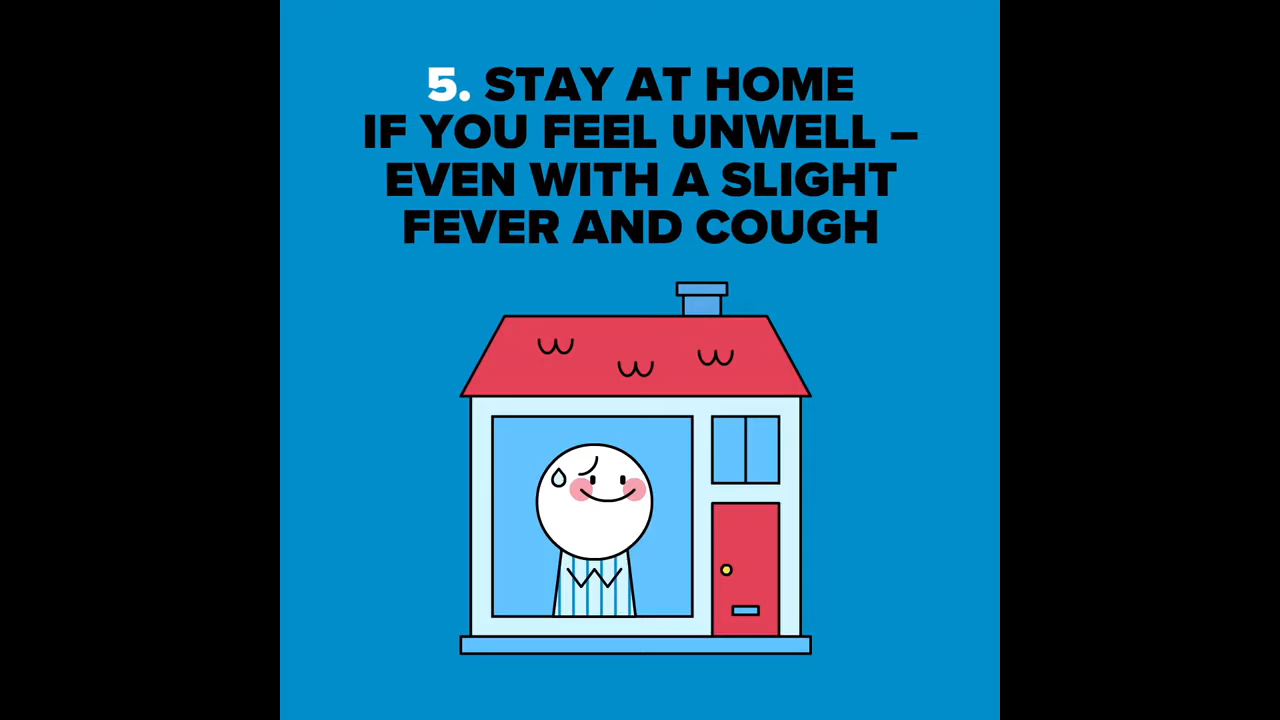 5. STAY AT HOME
IF YOU FEEL UNWELL –
EVEN WITH A SLIGHT
FEVER AND COUGH